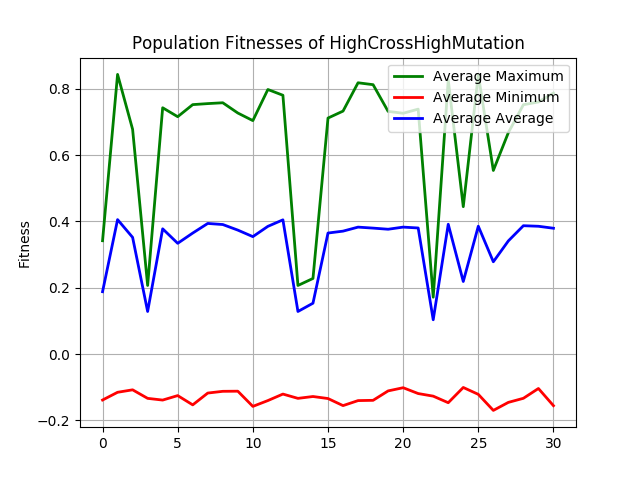 Population Fitnesses of HighCrossHighMutation
Average Maximum
Average Minimum
Average Average
Fitness
0.8
0.6
0.4
0.2
0.0
−0.2
0 5 10 15 20 25 30